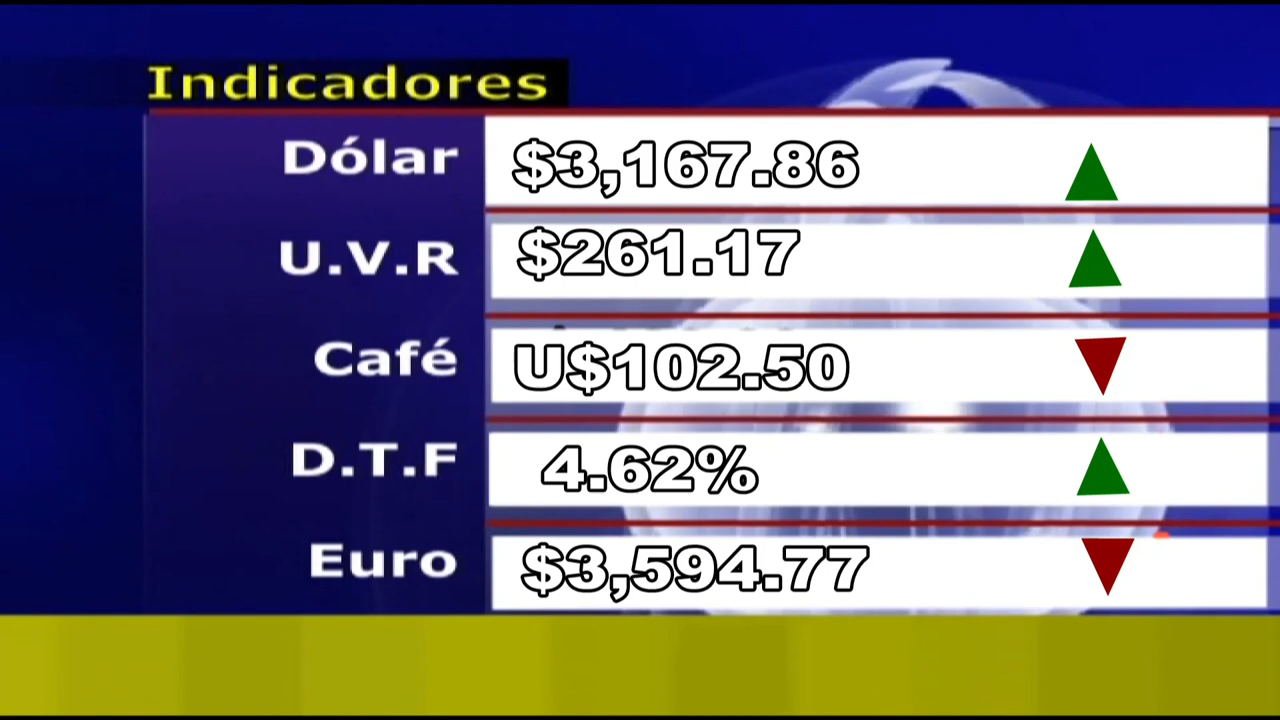 Indicadores
Dólar $3,167.86
U.V.R $261.17
Café U$102.50
D.T.F 4.62%
Euro $3,594.77